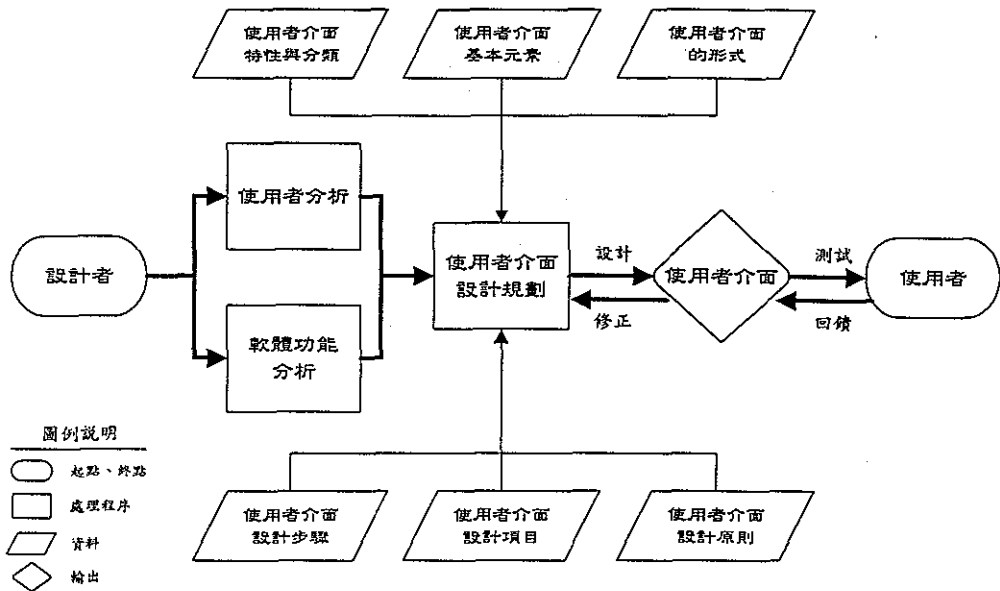 使用者介面
特性與分類
使用者介面
基本元素
使用者介面
的形式
使用者分析
設計者
軟體功能
分析
使用者介面
設計規劃
設計
修正
使用者介面
測試
回饋
使用者
圖例說明
起點、終點
處理程序
資料
輸出
使用者介面
設計步驟
使用者介面
設計項目
使用者介面
設計原則